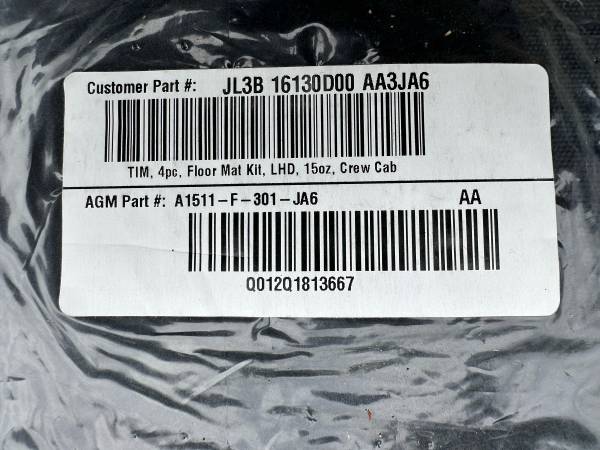 Customer Part #: JL3B 16130D00 AA3JA6
TIM, 4pc, Floor Mat Kit, LHD, 15oz, Crew Cab
AGM Part #: A1511-F-301-JA6 AA
Q012Q1813667